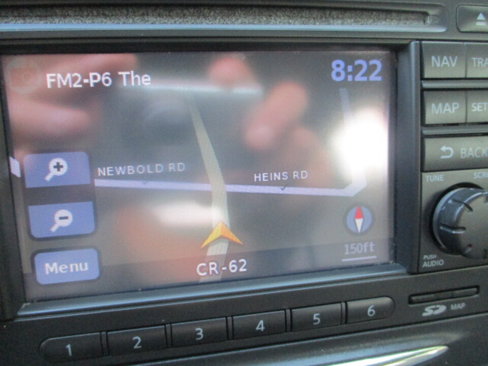 FM2-P6 The
8:22
NAV
MAP
BACK
TUNE
NEWBOLD RD
HEINS RD
150ft
Menu
CR-62
PUSH
AUDIO
1 2 3 4 5 6
SD MAP